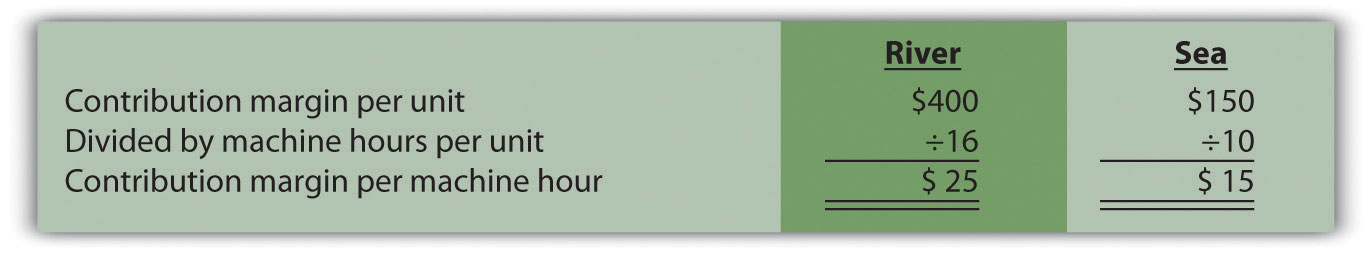 River Sea
Contribution margin per unit $400 $150
Divided by machine hours per unit ÷16 ÷10
Contribution margin per machine hour $ 25 $ 15